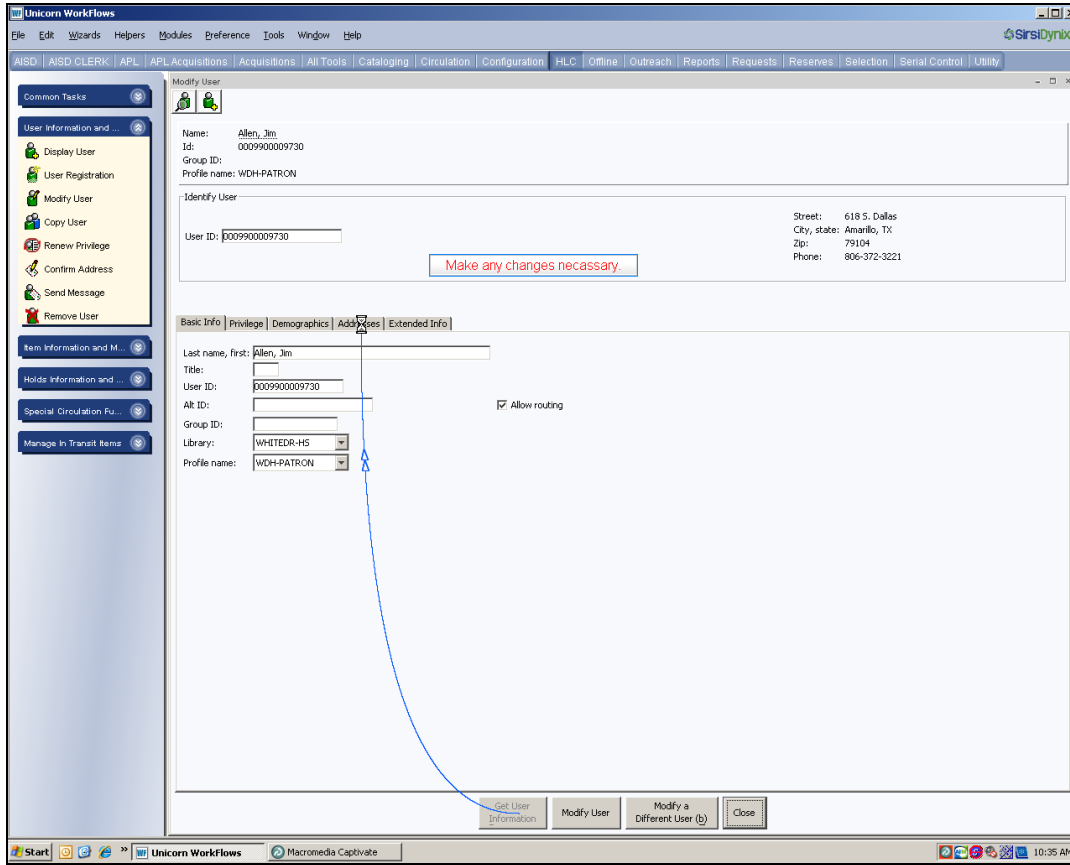 Unicorn WorkFlows
File Edit Wizards Helpers Modules Preference Tools Window Help
SirsiDynix
AISD AISD CLERK APL APL Acquisitions Acquisitions All Tools Cataloging Circulation Configuration HLC Offline Outreach Reports Requests Reserves Selection Serial Control Utility
Common Tasks
User Information and ...
Display User
User Registration
Modify User
Copy User
Renew Privilege
Confirm Address
Send Message
Remove User
Item Information and M...
Holds Information and ...
Special Circulation Fu...
Manage In Transit Items
Modify User
Name: Allen, Jim
Id: 0009900009730
Group ID:
Profile name: WDH-PATRON
Identify User
User ID: 0009900009730
Street: 618 S. Dallas
City, state: Amarillo, TX
Zip: 79104
Phone: 806-372-3221
Make any changes necassary.
Basic Info Privilege Demographics Addresses Extended Info
Last name, first: Allen, Jim
Title:
User ID: 0009900009730
Alt ID:
Allow routing
Group ID:
Library: WHITEDR-HS
Profile name: WDH-PATRON
Get User Information
Modify User
Modify a Different User (b)
Close
Start
Unicorn WorkFlows
Macromedia Captivate
10:35 AM